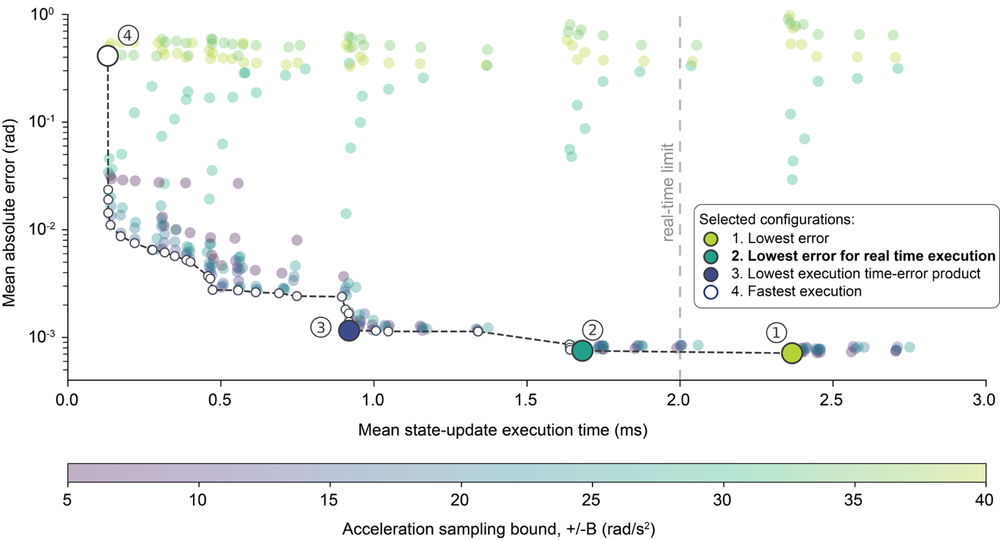 10⁰
10⁻¹
10⁻²
10⁻³
Mean absolute error (rad)
4
3
2
1
real-time limit
Selected configurations:
1. Lowest error
2. Lowest error for real time execution
3. Lowest execution time-error product
4. Fastest execution
0.0 0.5 1.0 1.5 2.0 2.5 3.0
Mean state-update execution time (ms)
5 10 15 20 25 30 35 40
Acceleration sampling bound, +/-B (rad/s²)